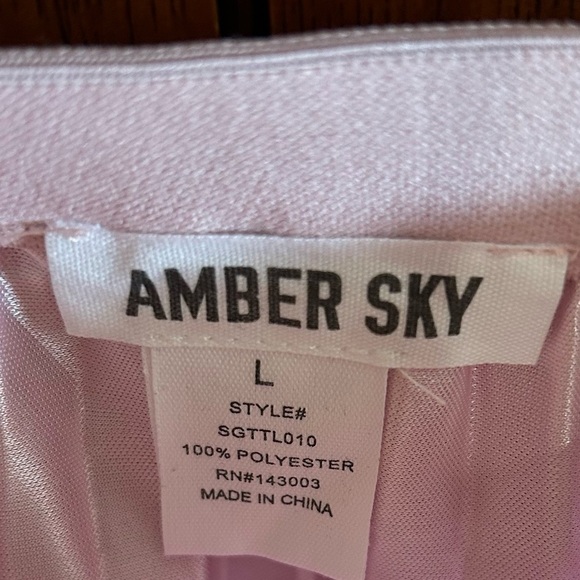 AMBER SKY
L
STYLE#
SGTTL010
100% POLYESTER
RN#143003
MADE IN CHINA